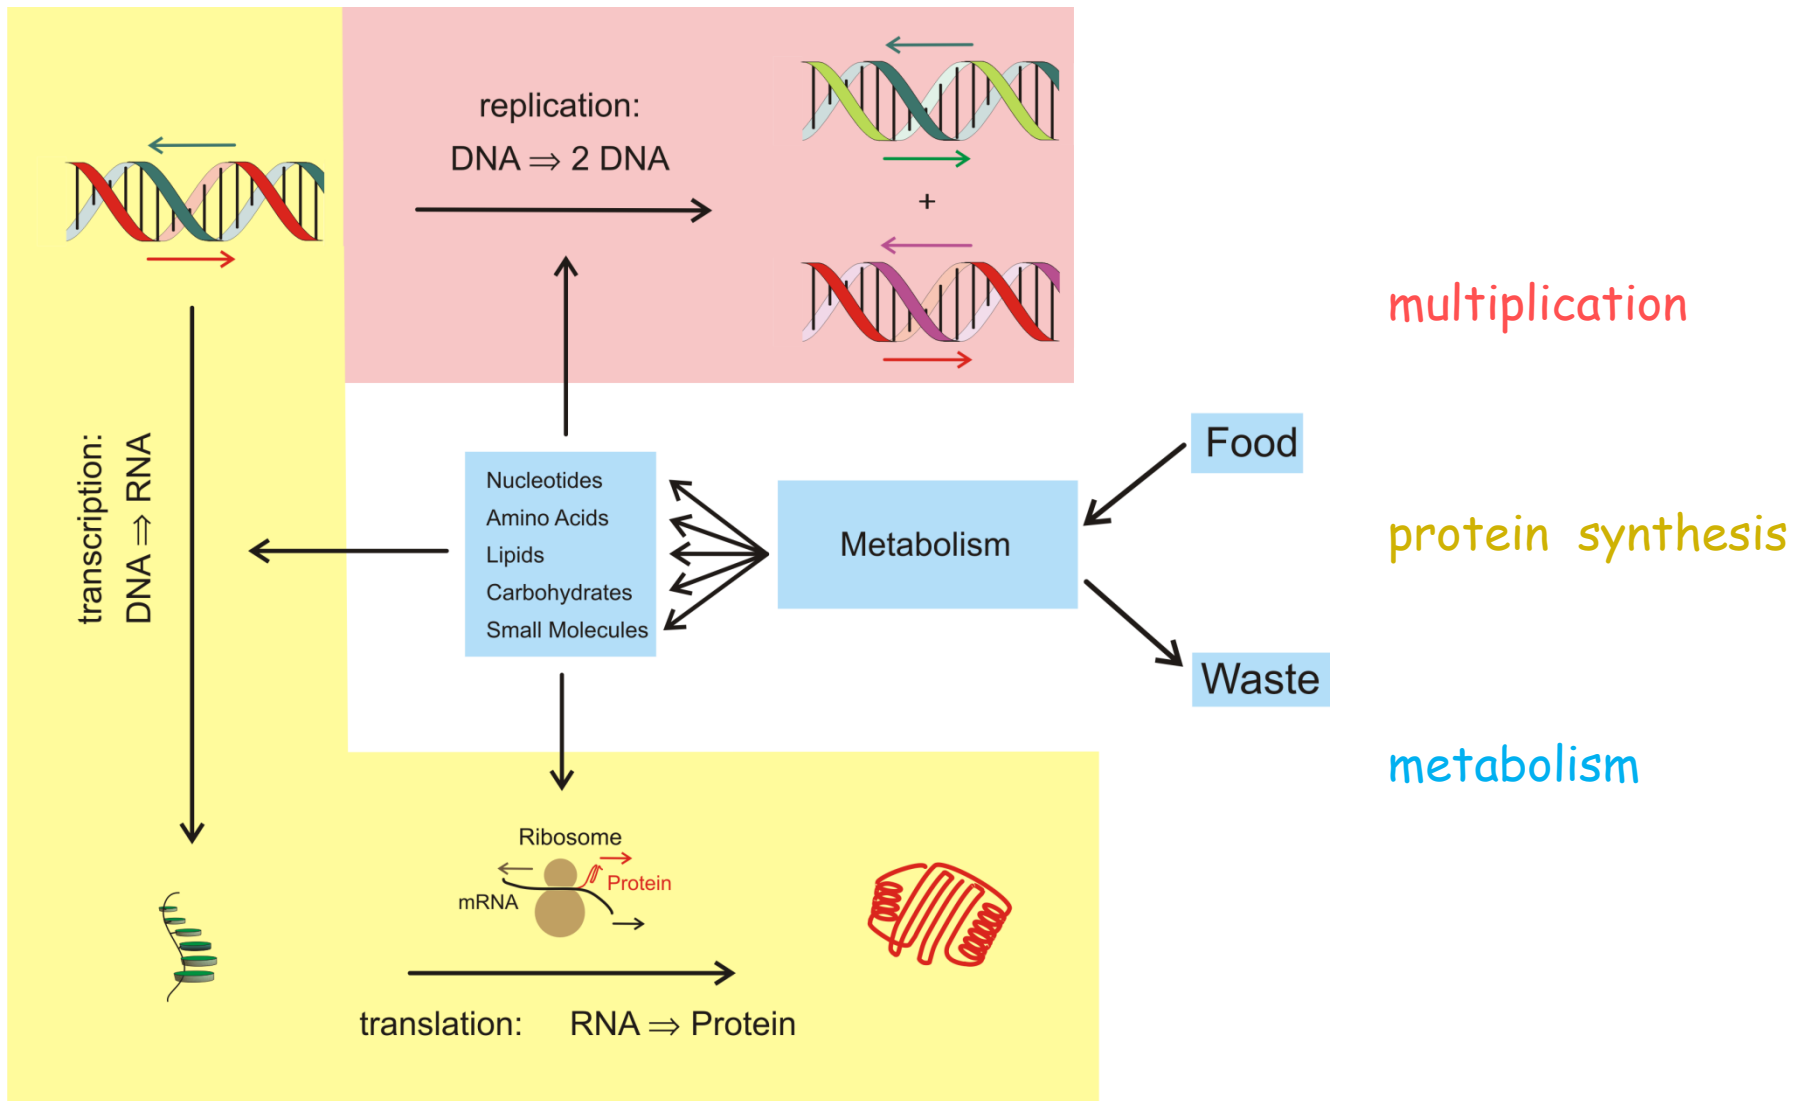 replication:
DNA ⇒ 2 DNA
+
multiplication
transcription:
DNA ⇒ RNA
Nucleotides
Amino Acids
Lipids
Carbohydrates
Small Molecules
Metabolism
Food
Waste
protein synthesis
metabolism
Ribosome
Protein
mRNA
translation: RNA ⇒ Protein